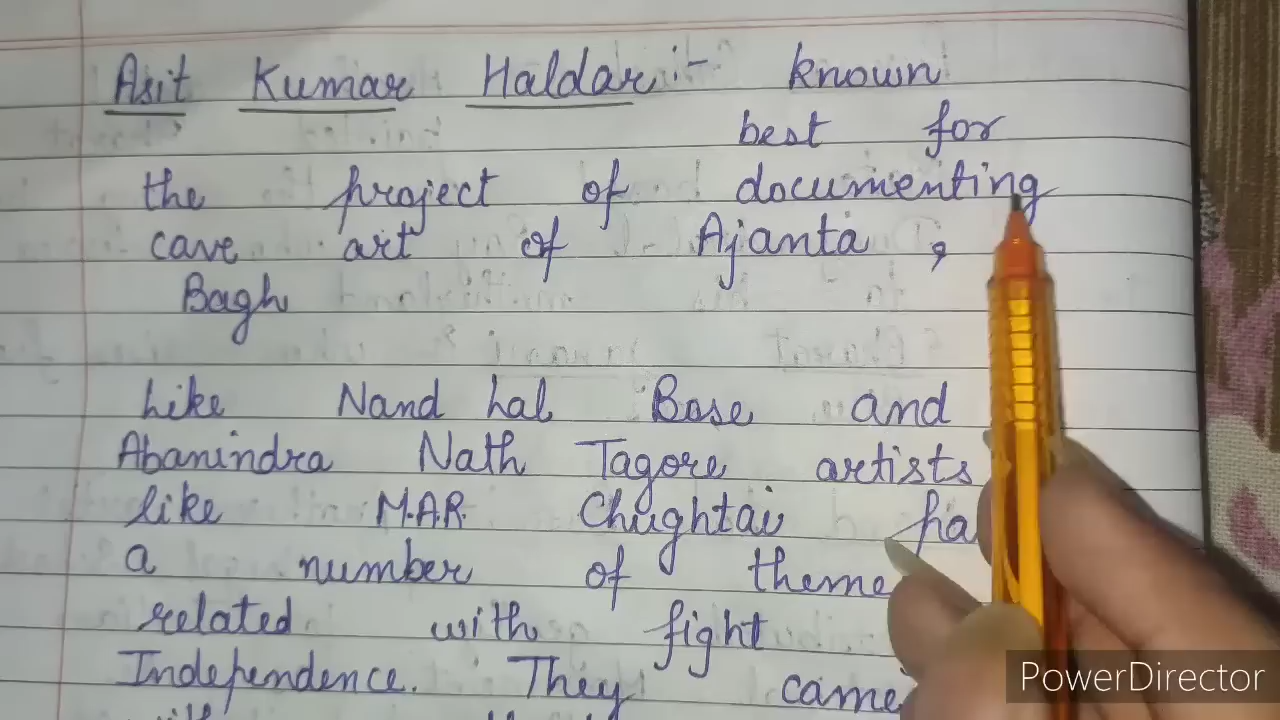 Asit Kumar Haldar :- known
best for
the project of documenting
cave art of Ajanta ,
Bagh
Like Nand Lal Bose and
Abanindra Nath Tagore artists
like M.A.R. Chughtai
a number of theme
related with fight
Independence. They came
PowerDirector